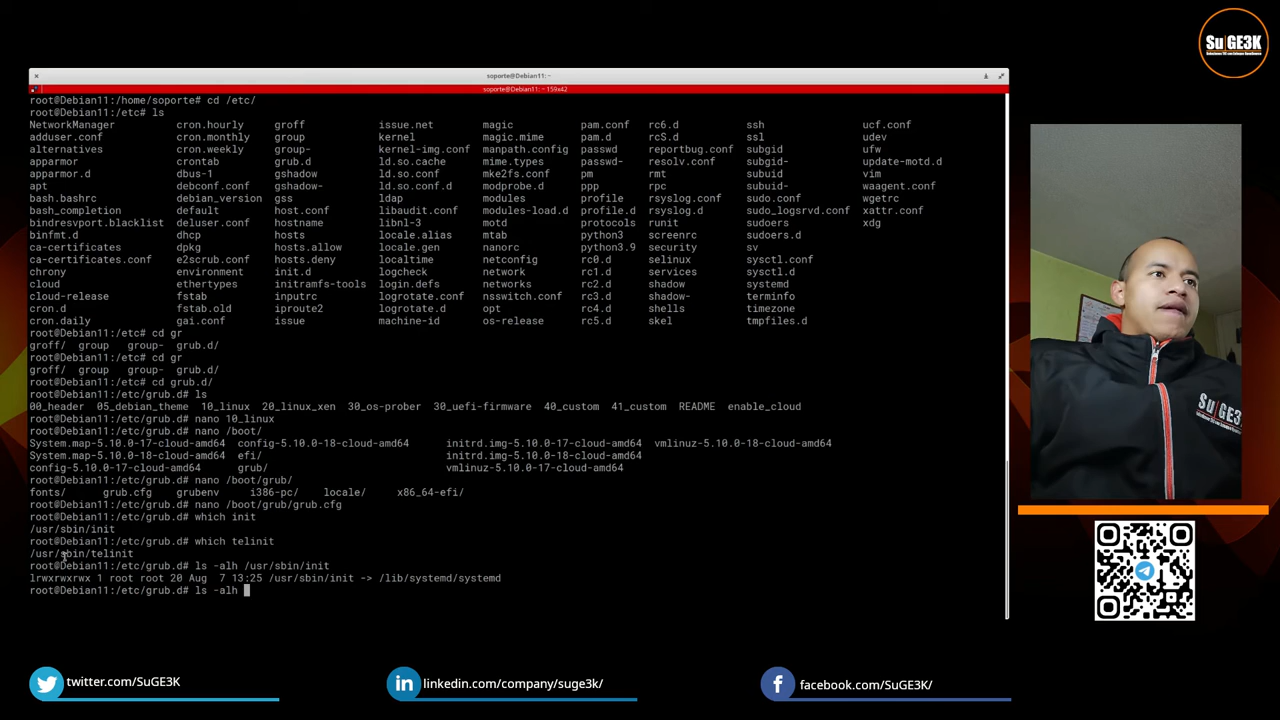 SuGE3K
soporte@Debian11: ~
soporte@Debian11: ~ 159x42
root@Debian11:/home/soporte# cd /etc/
root@Debian11:/etc# ls
NetworkManager cron.hourly groff issue.net magic pam.conf rc6.d ssh ucf.conf
adduser.conf cron.monthly group kernel magic.mime pam.d rcS.d ssl udev
alternatives cron.weekly group- kernel-img.conf manpath.config passwd reportbug.conf subgid ufw
apparmor crontab grub.d ld.so.cache mime.types passwd- resolv.conf subgid- update-motd.d
apparmor.d dbus-1 gshadow ld.so.conf mke2fs.conf pm rmt subuid vim
apt debconf.conf gshadow- ld.so.conf.d modprobe.d ppp rpc subuid- waagent.conf
bash.bashrc debian_version gss ldap modules profile rsyslog.conf sudo.conf wgetrc
bash_completion default host.conf libaudit.conf modules-load.d profile.d rsyslog.d sudo_logsrvd.conf xattr.conf
bindresvport.blacklist deluser.conf hostname libnl-3 motd protocols runit sudoers xdg
binfmt.d dhcp hosts locale.alias mtab python3 screenrc sudoers.d
ca-certificates dpkg hosts.allow locale.gen nanorc python3.9 security sv
ca-certificates.conf e2scrub.conf hosts.deny localtime netconfig rc0.d selinux sysctl.conf
chrony environment init.d logcheck network rc1.d services sysctl.d
cloud ethertypes initramfs-tools login.defs networks rc2.d shadow systemd
cloud-release fstab inputrc logrotate.conf nsswitch.conf rc3.d shadow- terminfo
cron.d fstab.old iproute2 logrotate.d opt rc4.d shells timezone
cron.daily gai.conf issue machine-id os-release rc5.d skel tmpfiles.d
root@Debian11:/etc# cd gr
groff/ group group- grub.d/
root@Debian11:/etc# cd gr
groff/ group group- grub.d/
root@Debian11:/etc# cd grub.d/
root@Debian11:/etc/grub.d# ls
00_header 05_debian_theme 10_linux 20_linux_xen 30_os-prober 30_uefi-firmware 40_custom 41_custom README enable_cloud
root@Debian11:/etc/grub.d# nano 10_linux
root@Debian11:/etc/grub.d# nano /boot/
System.map-5.10.0-17-cloud-amd64 config-5.10.0-18-cloud-amd64 initrd.img-5.10.0-17-cloud-amd64 vmlinuz-5.10.0-18-cloud-amd64
System.map-5.10.0-18-cloud-amd64 efi/ initrd.img-5.10.0-18-cloud-amd64
config-5.10.0-17-cloud-amd64 grub/ vmlinuz-5.10.0-17-cloud-amd64
root@Debian11:/etc/grub.d# nano /boot/grub/
fonts/ grub.cfg grubenv i386-pc/ locale/ x86_64-efi/
root@Debian11:/etc/grub.d# nano /boot/grub/grub.cfg
root@Debian11:/etc/grub.d# which init
/usr/sbin/init
root@Debian11:/etc/grub.d# which telinit
/usr/sbin/telinit
root@Debian11:/etc/grub.d# ls -alh /usr/sbin/init
lrwxrwxrwx 1 root root 20 Aug 7 13:25 /usr/sbin/init -> /lib/systemd/systemd
root@Debian11:/etc/grub.d# ls -alh
SuGE3K
twitter.com/SuGE3K
linkedin.com/company/suge3k/
facebook.com/SuGE3K/